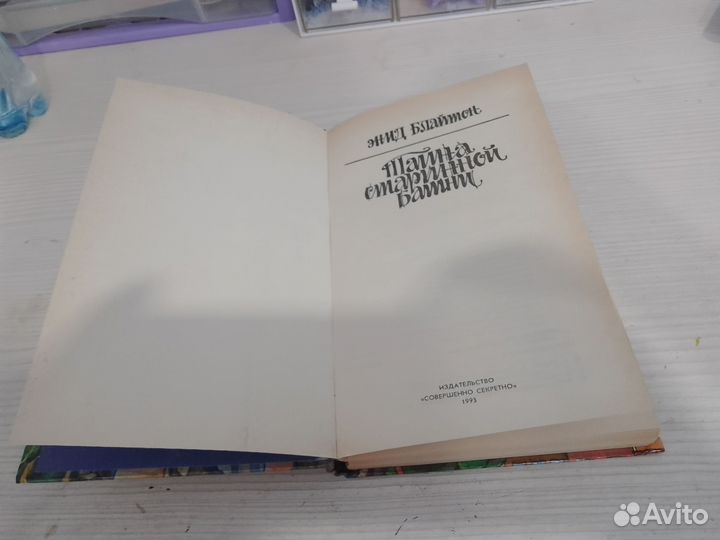 ЭНИД БЛАЙТОН
ТАЙНА
СТАРИННОЙ
БАШНИ
ИЗДАТЕЛЬСТВО
«СОВЕРШЕННО СЕКРЕТНО»
1993
Avito